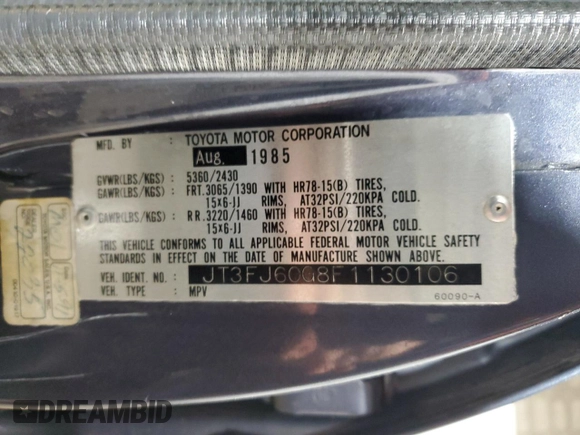 MFD. BY : TOYOTA MOTOR CORPORATION
Aug. 1985
GVWR(LBS/KGS) : 5360/2430
GAWR(LBS/KGS) : FRT. 3065/1390 WITH HR78-15(B) TIRES,
15x6-JJ RIMS, AT32PSI/220KPA COLD.
GAWR(LBS/KGS) : RR. 3220/1460 WITH HR78-15(B) TIRES,
15x6-JJ RIMS, AT32PSI/220KPA COLD.
THIS VEHICLE CONFORMS TO ALL APPLICABLE FEDERAL MOTOR VEHICLE SAFETY
STANDARDS IN EFFECT ON THE DATE OF MANUFACTURE SHOWN ABOVE.
VEH. IDENT. NO. : JT3FJ60G8F1130106
VEH. TYPE : MPV
60090-A
DREAMBID